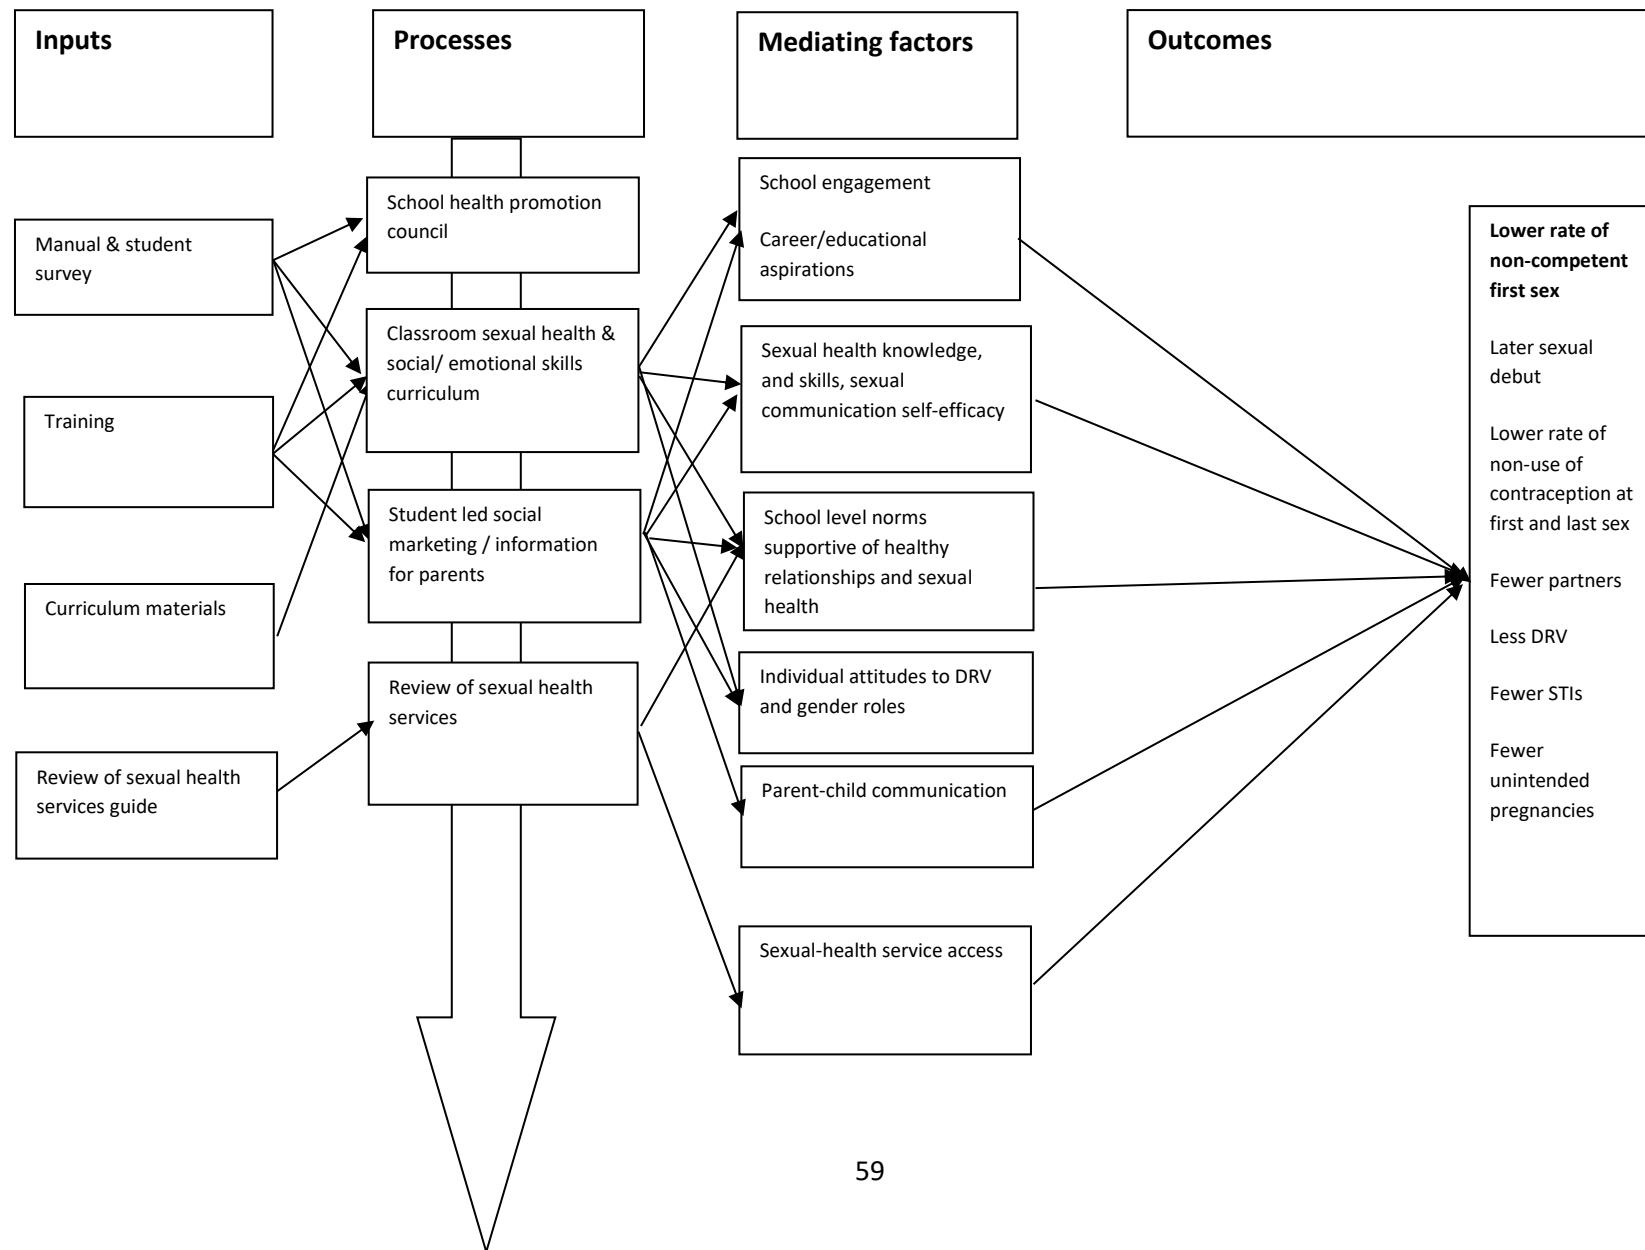 Inputs
Processes
Mediating factors
Outcomes
Manual & student
survey
Training
Curriculum materials
Review of sexual health
services guide
School health promotion
council
Classroom sexual health &
social/ emotional skills
curriculum
Student led social
marketing / information
for parents
Review of sexual health
services
School engagement
Career/educational
aspirations
Sexual health knowledge,
and skills, sexual
communication self-efficacy
School level norms
supportive of healthy
relationships and sexual
health
Individual attitudes to DRV
and gender roles
Parent-child communication
Sexual-health service access
Lower rate of
non-competent
first sex
Later sexual
debut
Lower rate of
non-use of
contraception at
first and last sex
Fewer partners
Less DRV
Fewer STIs
Fewer
unintended
pregnancies
59